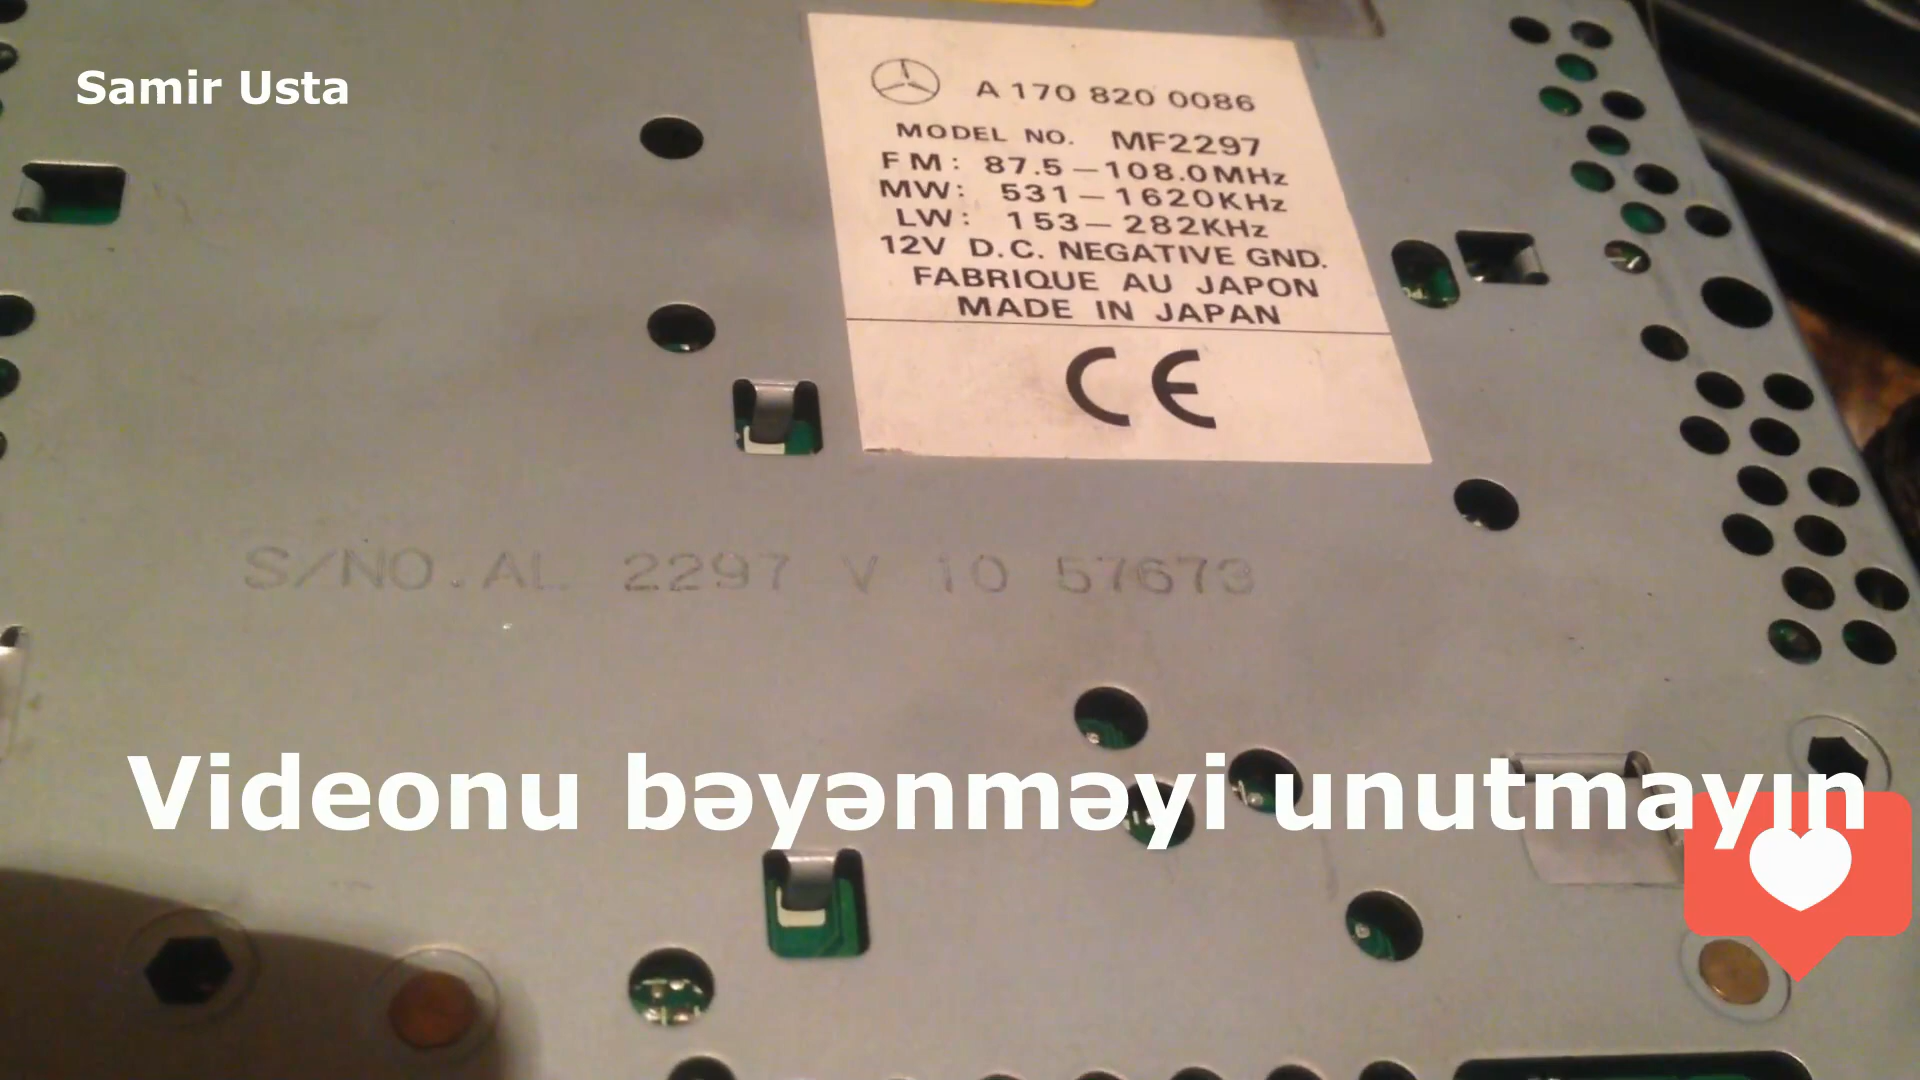 Samir Usta
A 170 820 0086
MODEL NO. MF2297
FM: 87.5—108.0MHz
MW: 531—1620KHz
LW: 153—282KHz
12V D.C. NEGATIVE GND.
FABRIQUE AU JAPON
MADE IN JAPAN
CE
S/NO.AL 2297 V 10 57673
Videonu bəyənməyi unutmayın